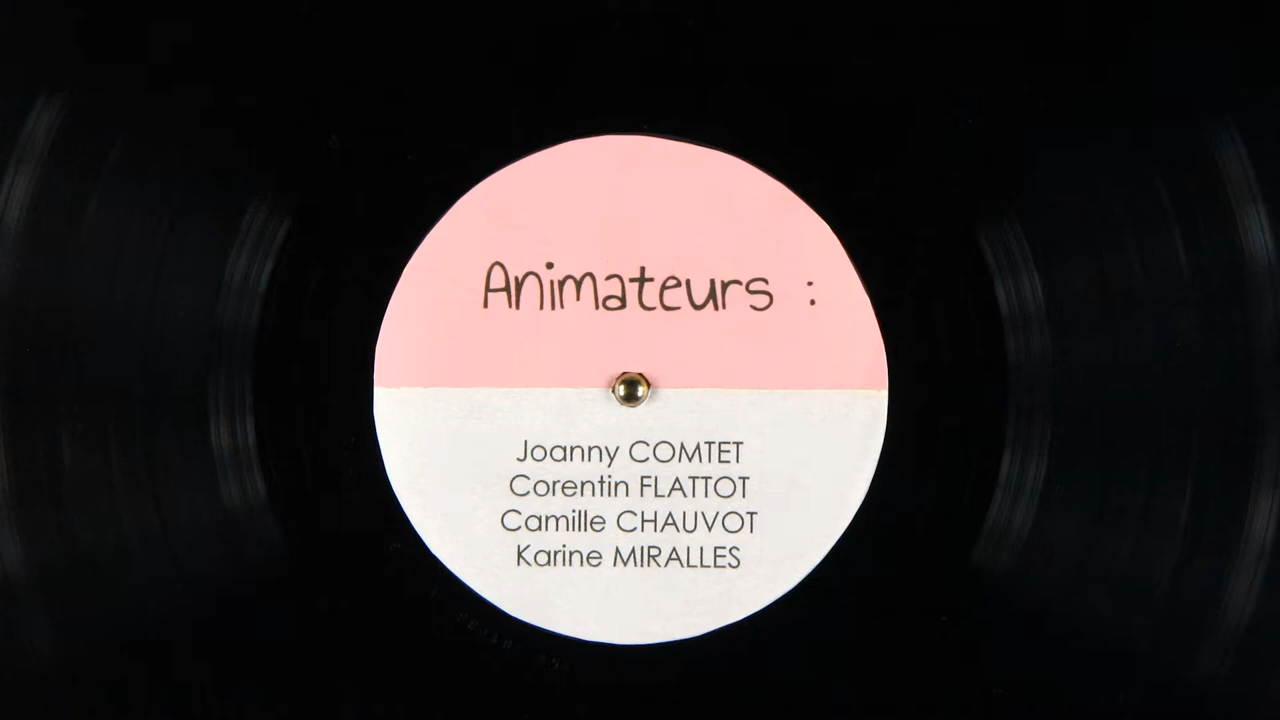 Animateurs :
Joanny COMTET
Corentin FLATTOT
Camille CHAUVOT
Karine MIRALLES